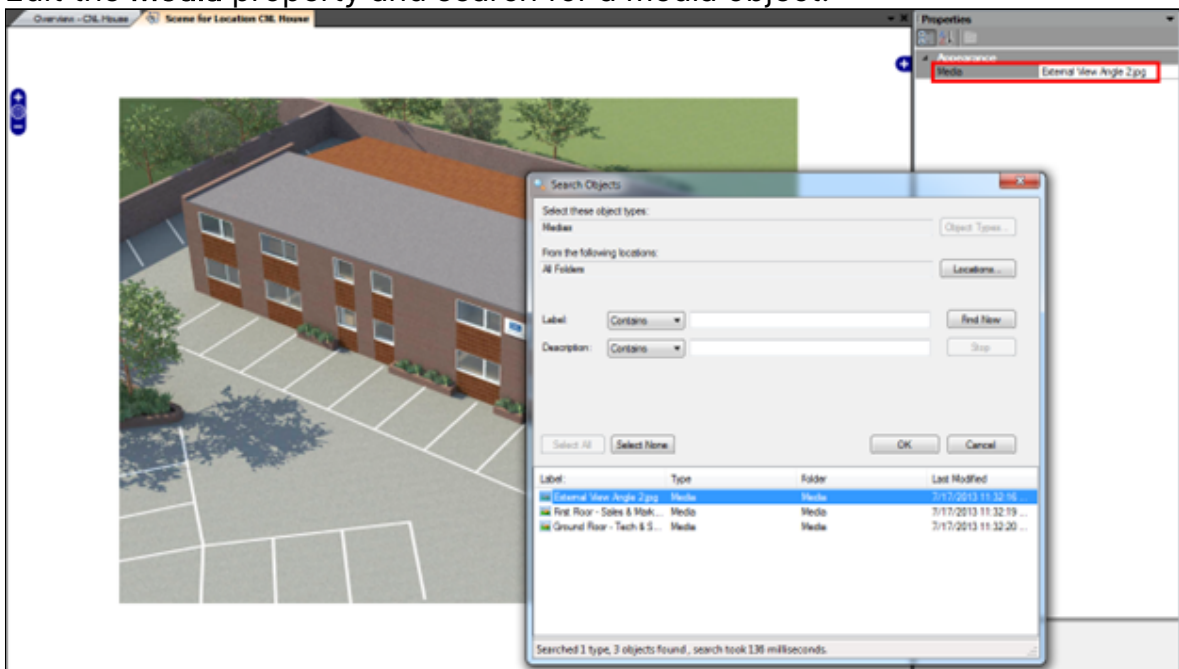 Edit the Media property and search for a Media object.
Overview - CNL House
Scene for Location CNL House
Properties
Appearance
Media
External View Angle 2.jpg
Search Objects
Select these object types:
Medias
Object Types...
From the following locations:
All Folders
Locations...
Label:
Contains
Find Now
Description:
Contains
Stop
Select All
Select None
OK
Cancel
Label: Type Folder Last Modified
External View Angle 2.jpg Media Media 7/17/2013 11:32:16 ...
First Floor - Sales & Mark... Media Media 7/17/2013 11:32:19 ...
Ground Floor - Tech & S... Media Media 7/17/2013 11:32:20 ...
Searched 1 type, 3 objects found, search took 136 milliseconds.